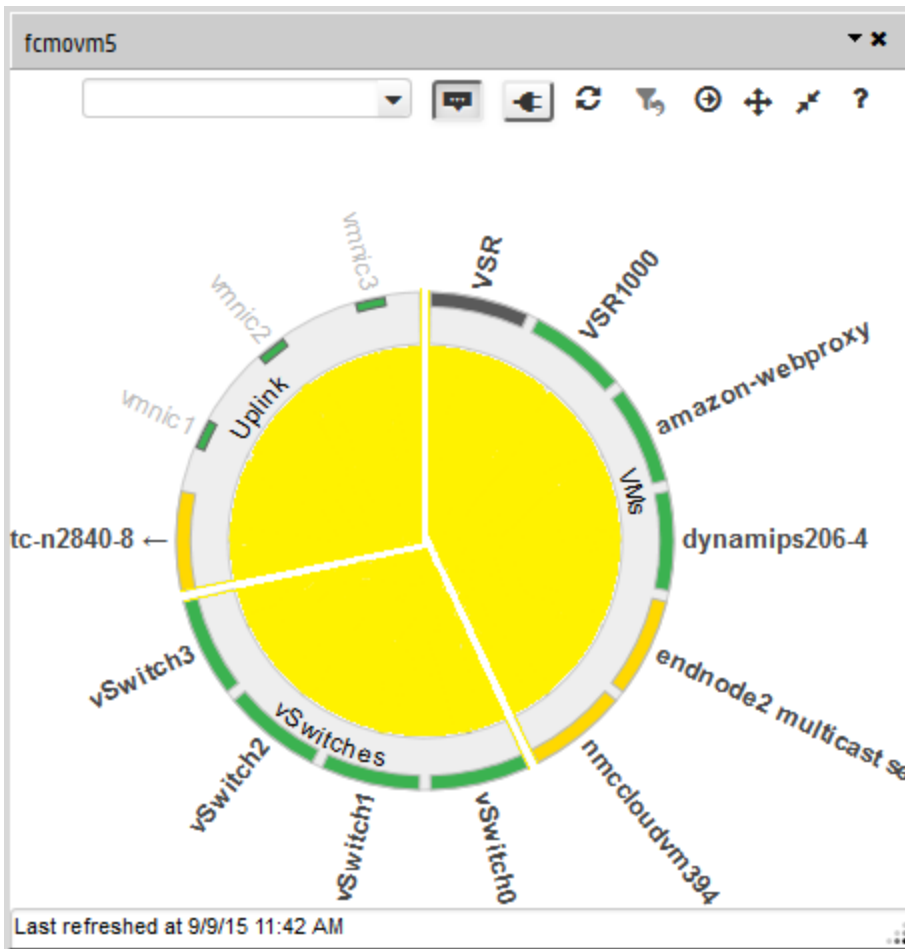 fcmovm5
?
vmnic3
VSR
VSR1000
vmnic2
amazon-webproxy
Uplink
vmnic1
VMs
tc-n2840-8 ←
dynamips206-4
endnode2 multicast se
vSwitch3
vSwitches
nmccloudvm394
vSwitch2
vSwitch1
vSwitch0
Last refreshed at 9/9/15 11:42 AM